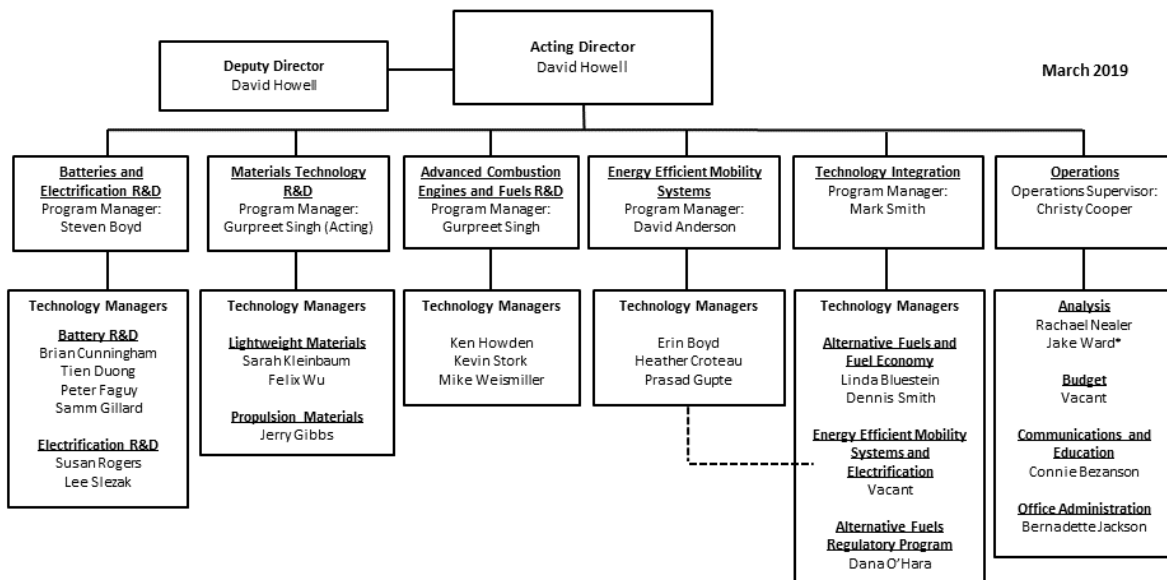 Acting Director
David Howell
Deputy Director
David Howell
March 2019
Batteries and
Electrification R&D
Program Manager:
Steven Boyd
Materials Technology
R&D
Program Manager:
Gurpreet Singh (Acting)
Advanced Combustion
Engines and Fuels R&D
Program Manager:
Gurpreet Singh
Energy Efficient Mobility
Systems
Program Manager:
David Anderson
Technology Integration
Program Manager:
Mark Smith
Operations
Operations Supervisor:
Christy Cooper
Technology Managers
Battery R&D
Brian Cunningham
Tien Duong
Peter Faguy
Samm Gillard
Electrification R&D
Susan Rogers
Lee Slezak
Technology Managers
Lightweight Materials
Sarah Kleinbaum
Felix Wu
Propulsion Materials
Jerry Gibbs
Technology Managers
Ken Howden
Kevin Stork
Mike Weismiller
Technology Managers
Erin Boyd
Heather Croteau
Prasad Gupte
Technology Managers
Alternative Fuels and
Fuel Economy
Linda Bluestein
Dennis Smith
Energy Efficient Mobility
Systems and
Electrification
Vacant
Alternative Fuels
Regulatory Program
Dana O'Hara
Analysis
Rachael Nealer
Jake Ward*
Budget
Vacant
Communications and
Education
Connie Bezanson
Office Administration
Bernadette Jackson